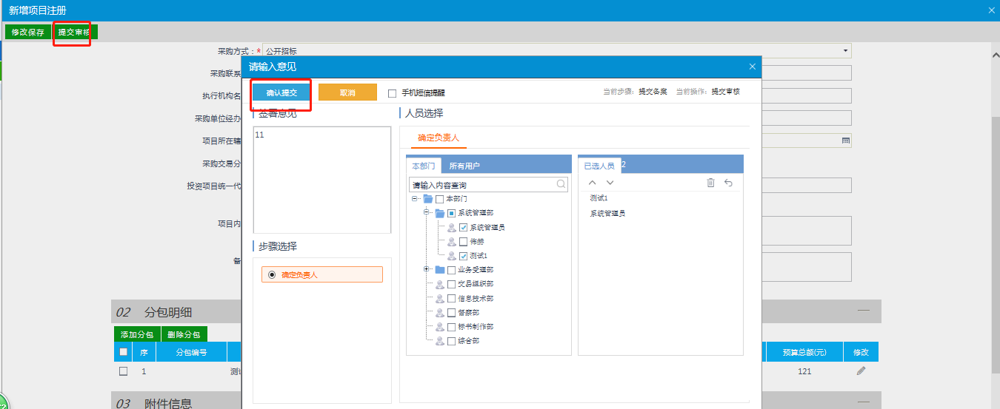 新增项目注册
修改保存 提交审核
采购方式：* 公开招标
请输入意见
采购联系
确认提交 取消 手机短信提醒 当前步骤：提交备案 当前操作：提交审核
执行机构名
签署意见 人员选择
采购单位经办
11
确定负责人
项目所在辖
采购交易分
本部门 所有用户 已选人员 2
投资项目统一代
请输入内容查询
本部门
测试1
系统管理部
系统管理员
系统管理员
项目内
佈赫
步骤选择
测试1
备
业务受理部
确定负责人
交易组织部
信息技术部
02 分包明细
督察部
标书制作部
添加分包 删除分包
综合部
序 分包编号 预算总额(元) 修改
1 测试 121
03 附件信息